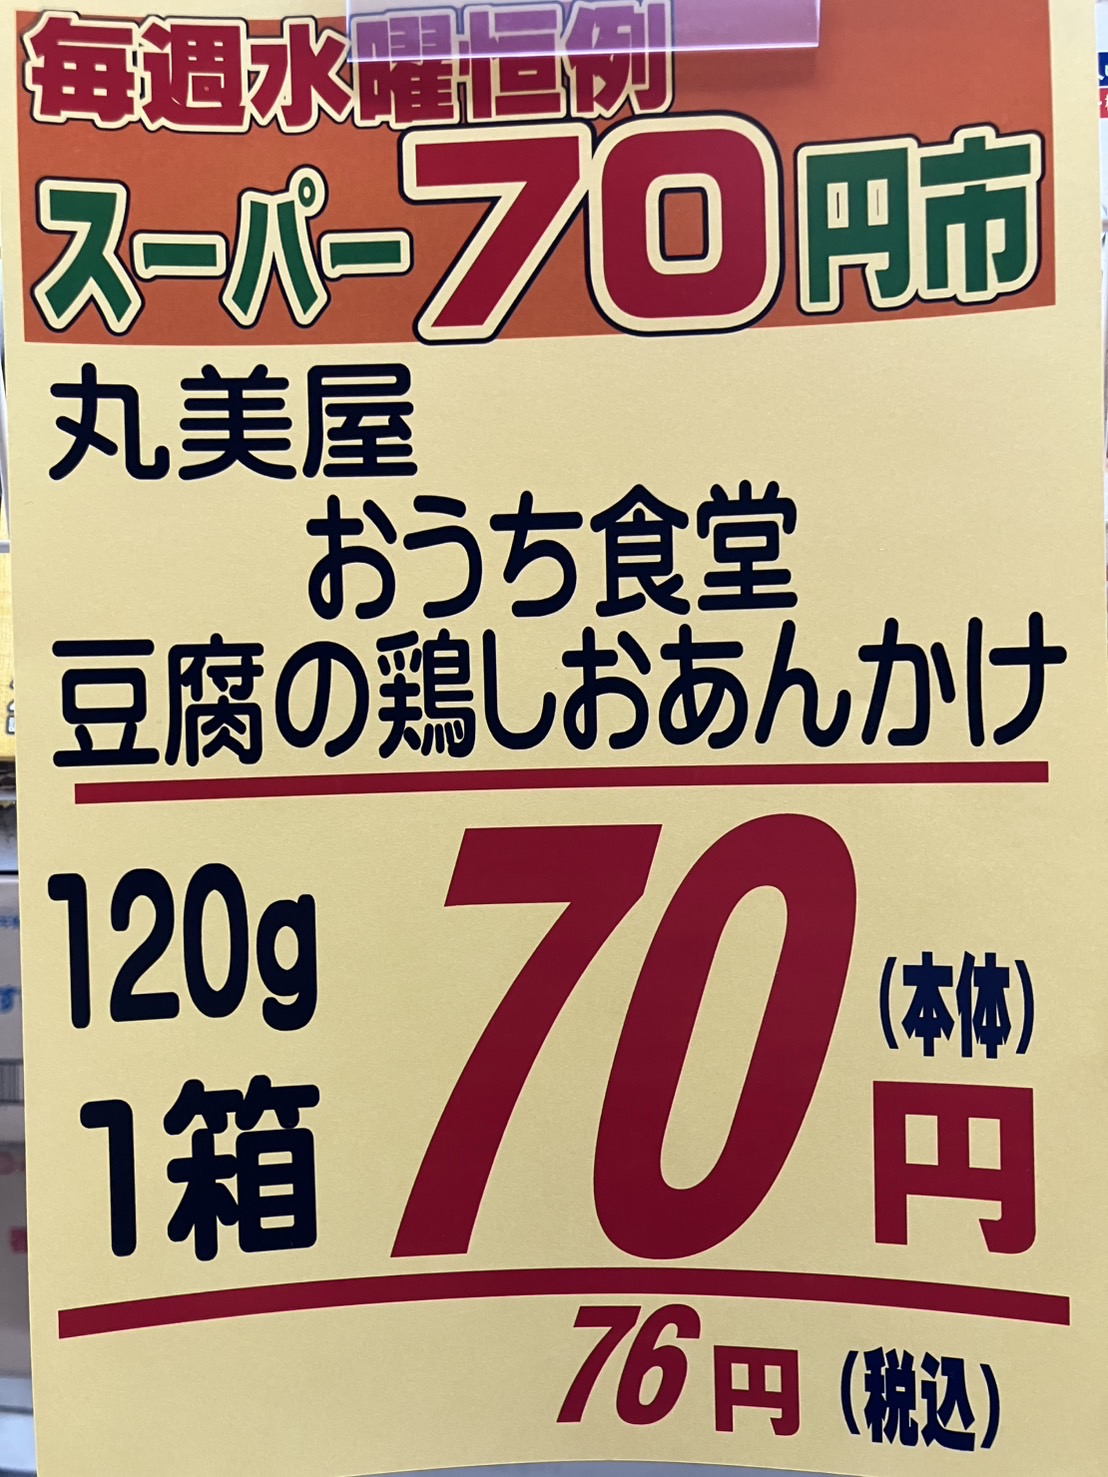 毎週水曜恒例
スーパー70円市
丸美屋
おうち食堂
豆腐の鶏しおあんかけ
120g
1箱
70円
(本体)
76円(税込)